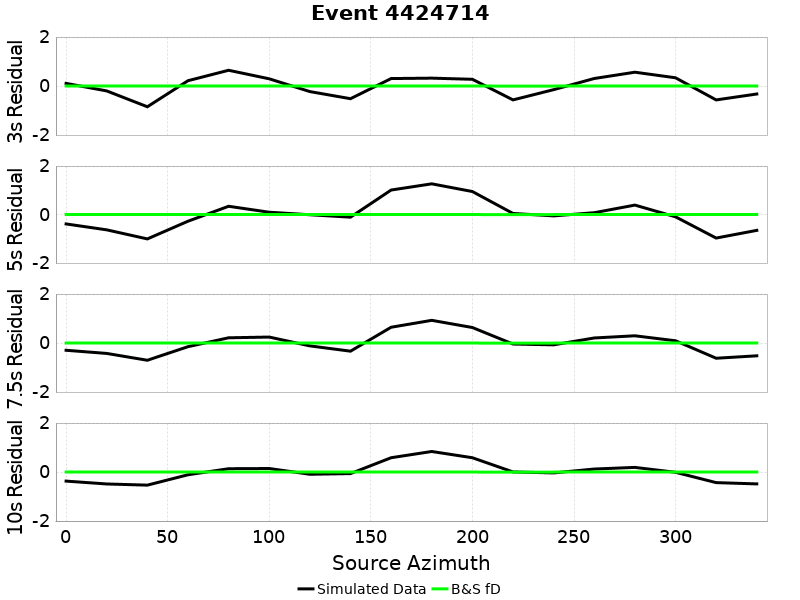 Event 4424714
3s Residual
2
0
-2
5s Residual
2
0
-2
7.5s Residual
2
0
-2
10s Residual
2
0
-2
0 50 100 150 200 250 300
Source Azimuth
Simulated Data B&S fD